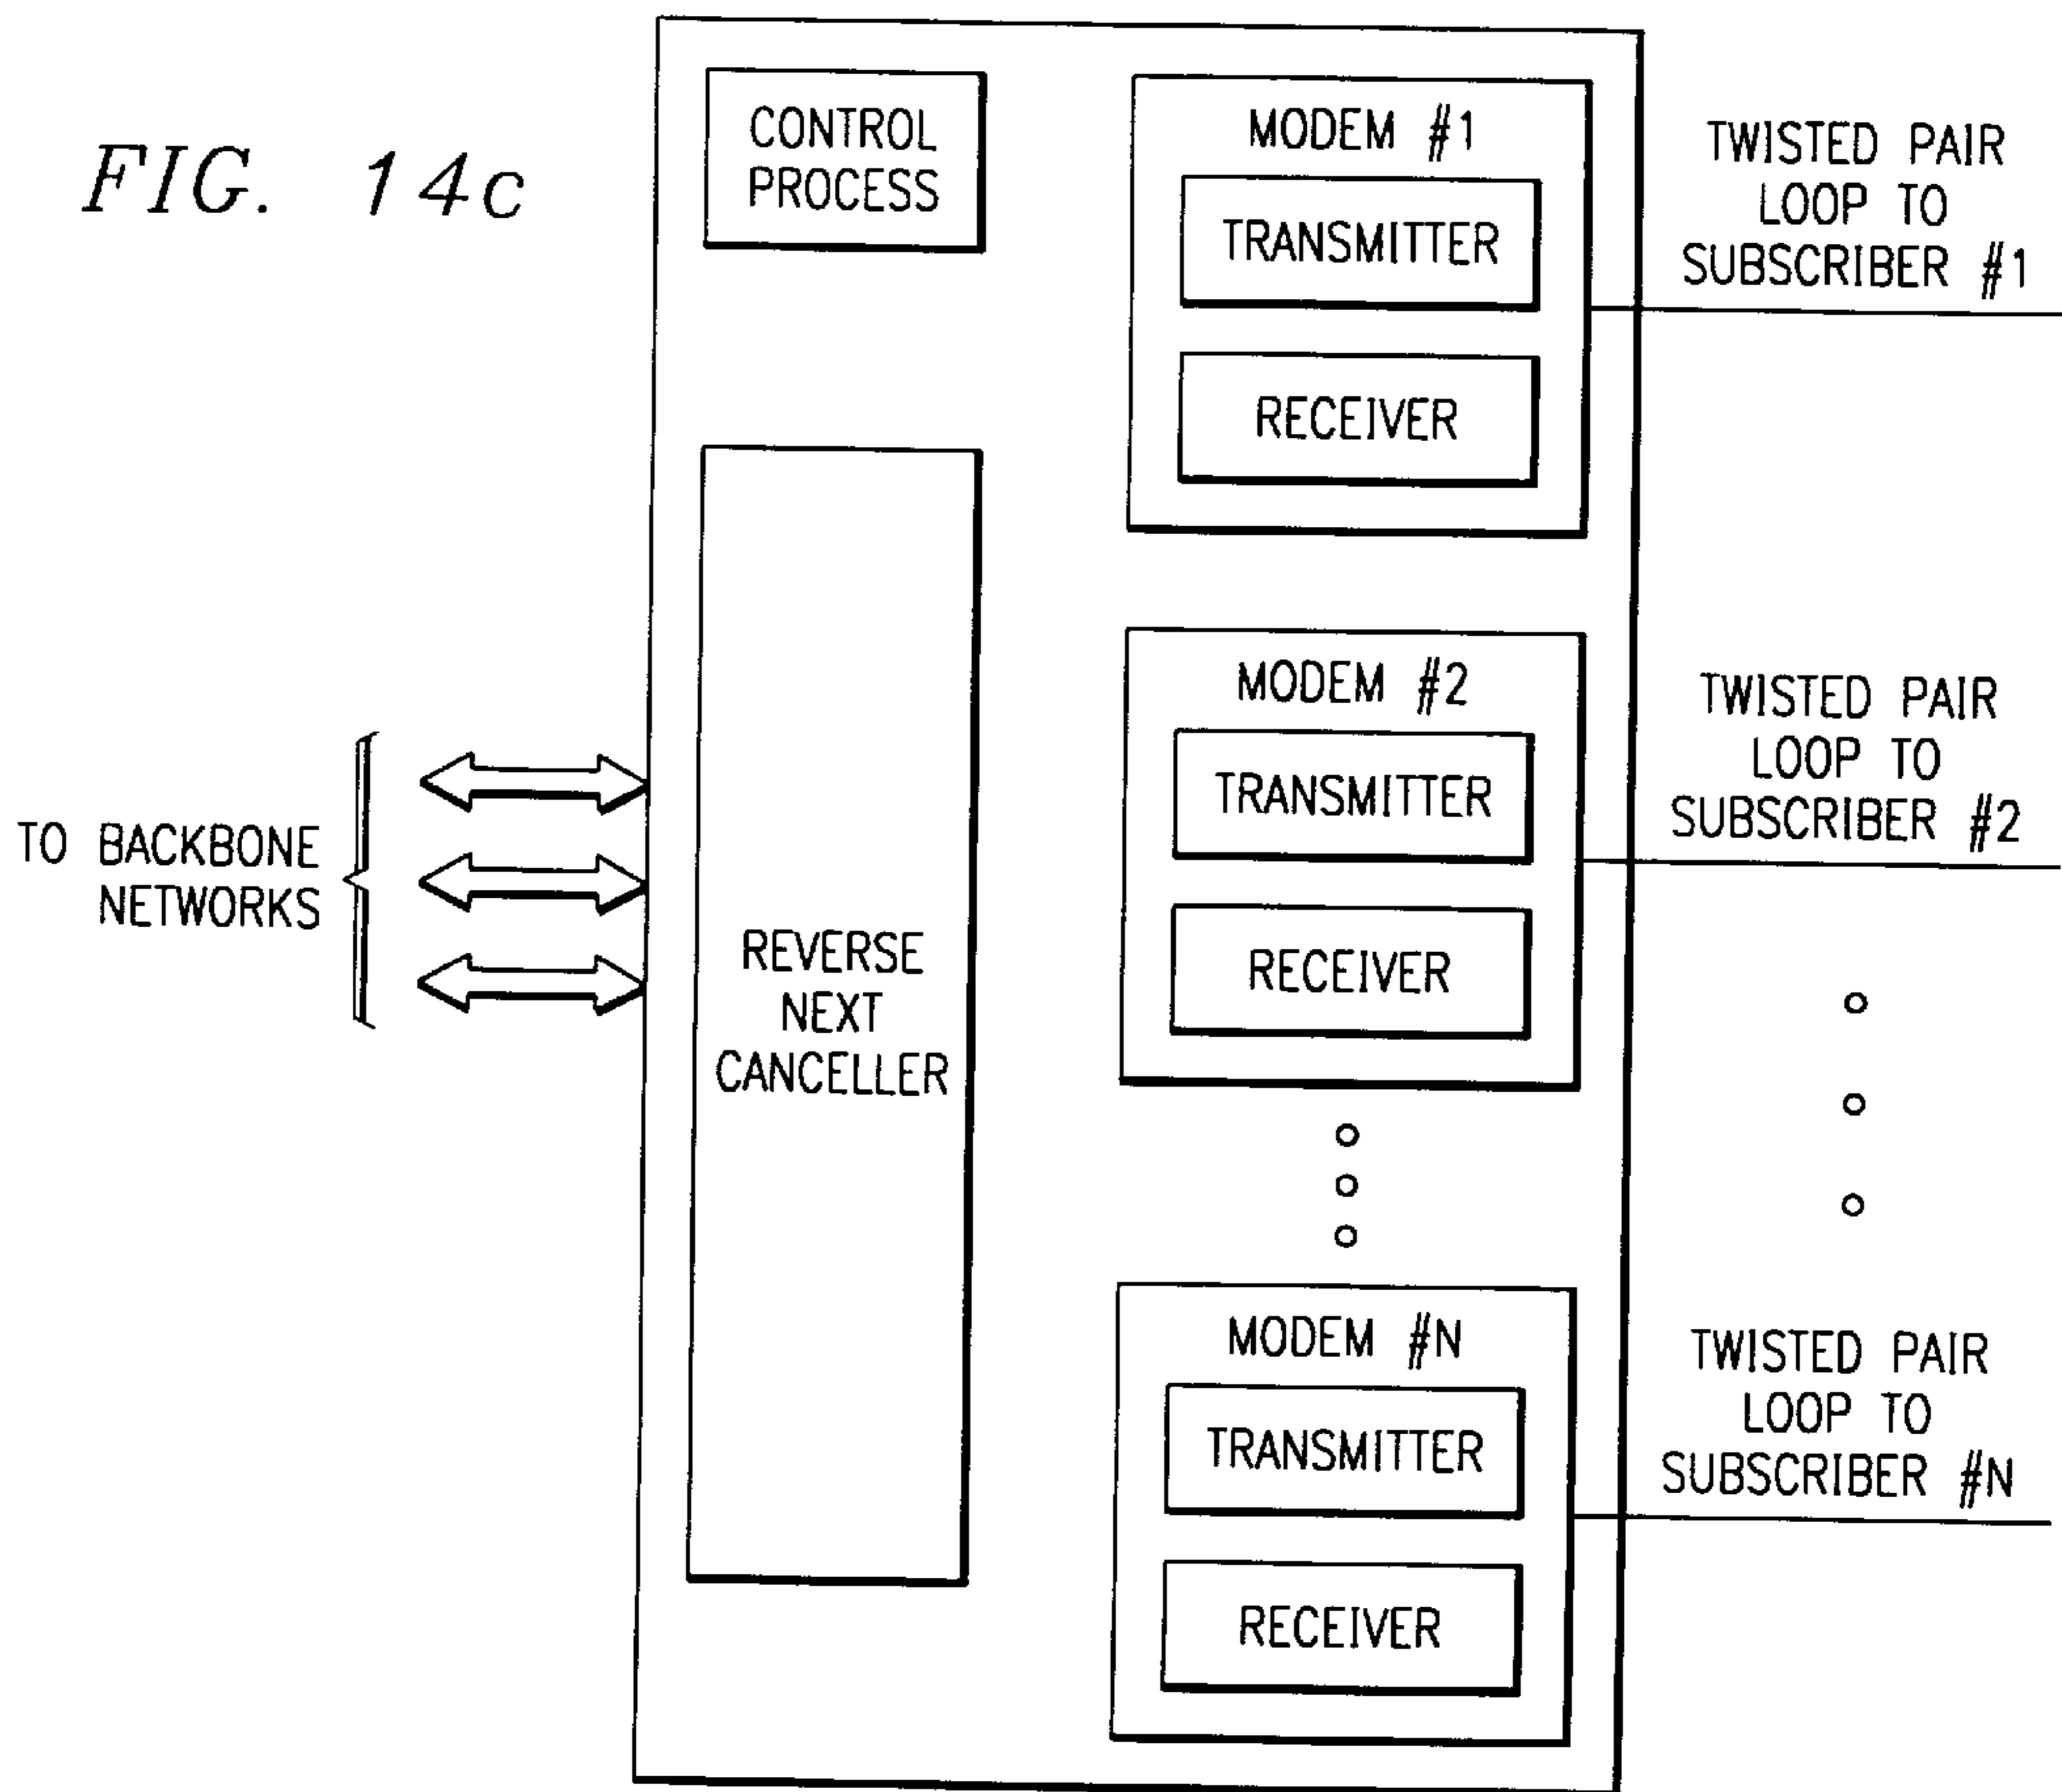 FIG. 14c
CONTROL
PROCESS
MODEM #1
TRANSMITTER
RECEIVER
TWISTED PAIR
LOOP TO
SUBSCRIBER #1
TO BACKBONE
NETWORKS
REVERSE
NEXT
CANCELLER
MODEM #2
TRANSMITTER
RECEIVER
TWISTED PAIR
LOOP TO
SUBSCRIBER #2
MODEM #N
TRANSMITTER
RECEIVER
TWISTED PAIR
LOOP TO
SUBSCRIBER #N